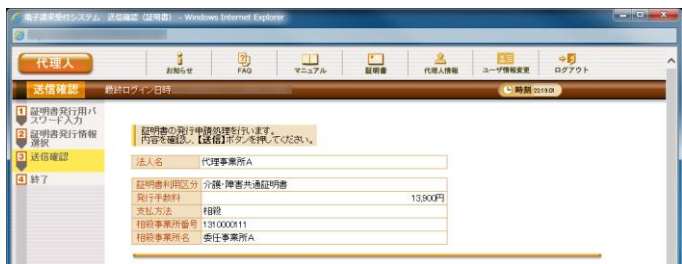 電子請求受付システム 送信確認（証明書） - Windows Internet Explorer
代理人
お知らせ
FAQ
マニュアル
証明書
代理人情報
ユーザ情報変更
ログアウト
送信確認 最終ログイン日時
時刻 22:19:01
1 証明書発行用パスワード入力
2 証明書発行情報選択
3 送信確認
4 終了
証明書の発行申請処理を行います。
内容を確認し、【送信】ボタンを押してください。
法人名 代理事業所A
証明書利用区分 介護・障害共通証明書
発行手数料 13,900円
支払方法 相殺
相殺事業所番号 1310000111
相殺事業所名 委任事業所A